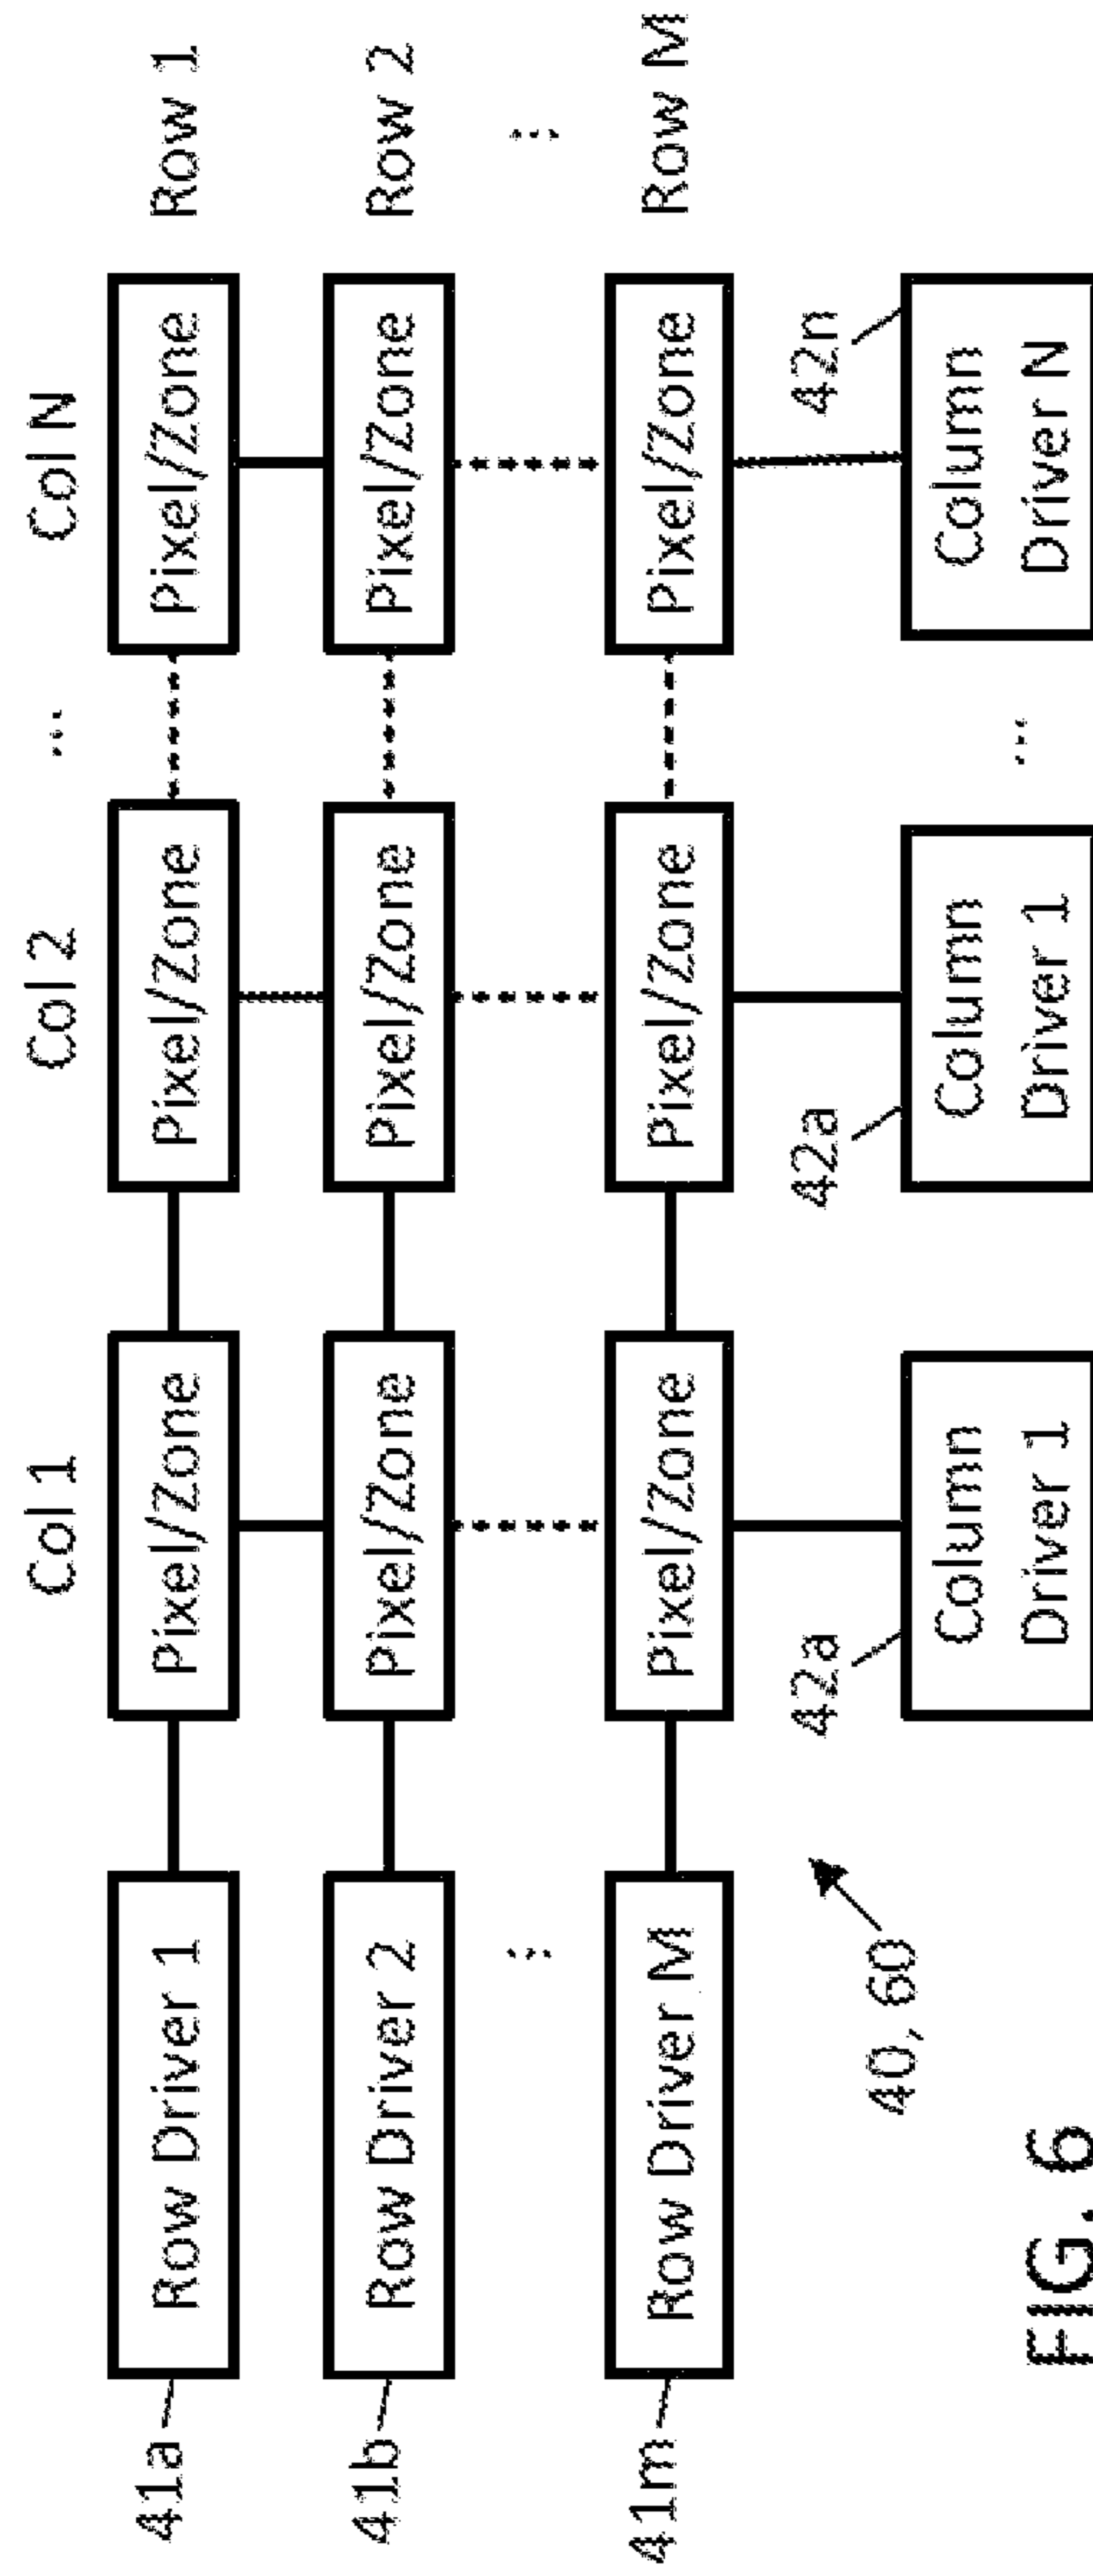 Col 1 Col 2 ... Col N
41a Row Driver 1 Pixel/Zone Pixel/Zone Pixel/Zone Row 1
41b Row Driver 2 Pixel/Zone Pixel/Zone Pixel/Zone Row 2
... ...
41m Row Driver M Pixel/Zone Pixel/Zone Pixel/Zone Row M
40, 60 42a 42a 42n
Column Column Column
Driver 1 Driver 1 ... Driver N
FIG. 6